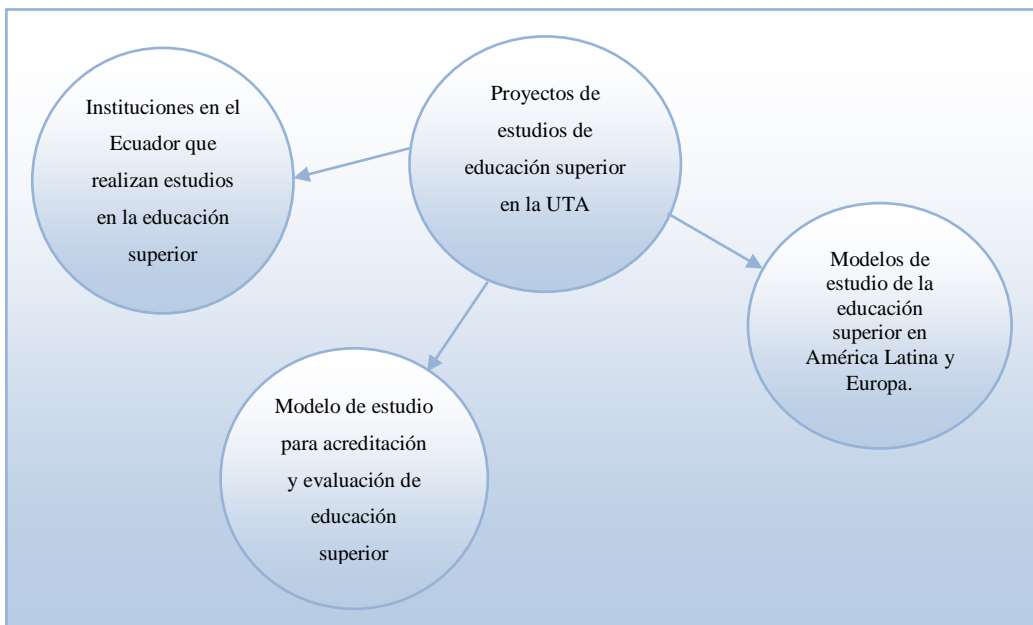 Instituciones en el
Ecuador que
realizan estudios
en la educación
superior
Proyectos de
estudios de
educación superior
en la UTA
Modelos de
estudio de la
educación
superior en
América Latina y
Europa.
Modelo de estudio
para acreditación
y evaluación de
educación
superior